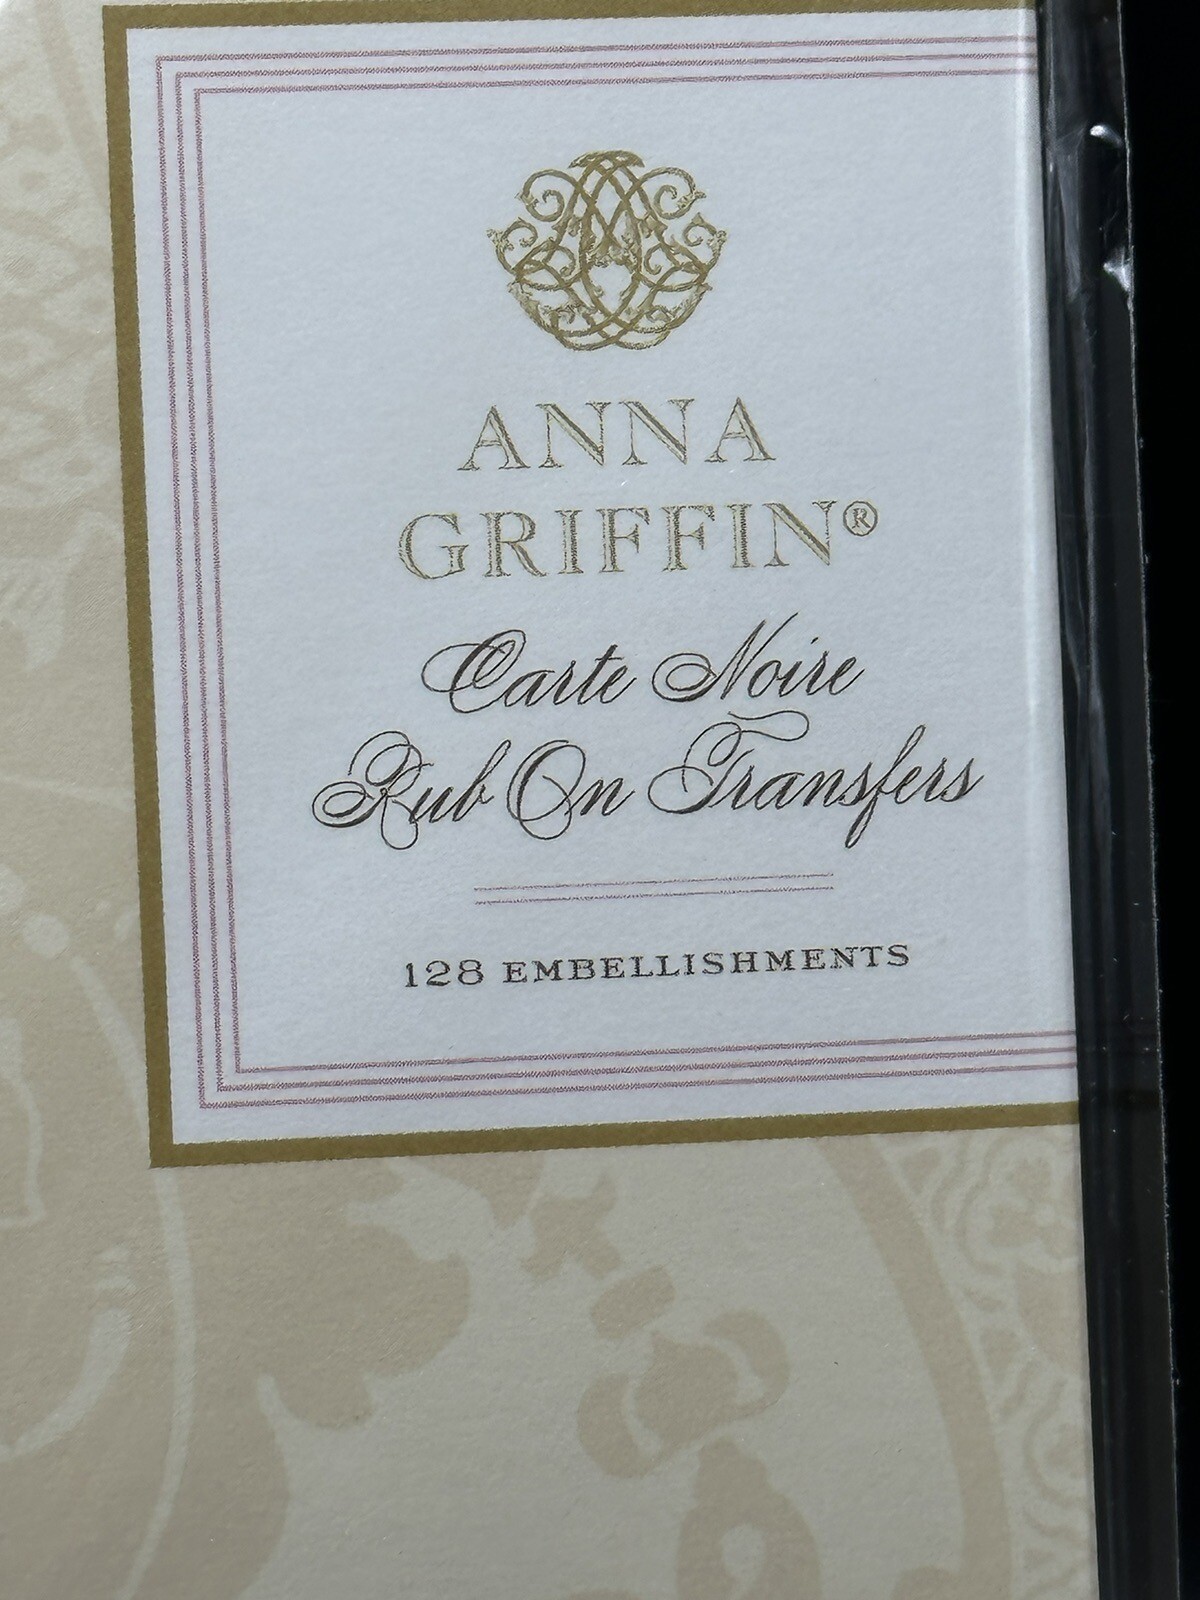 ANNA
GRIFFIN®
Carte Noire
Rub On Transfers
128 EMBELLISHMENTS